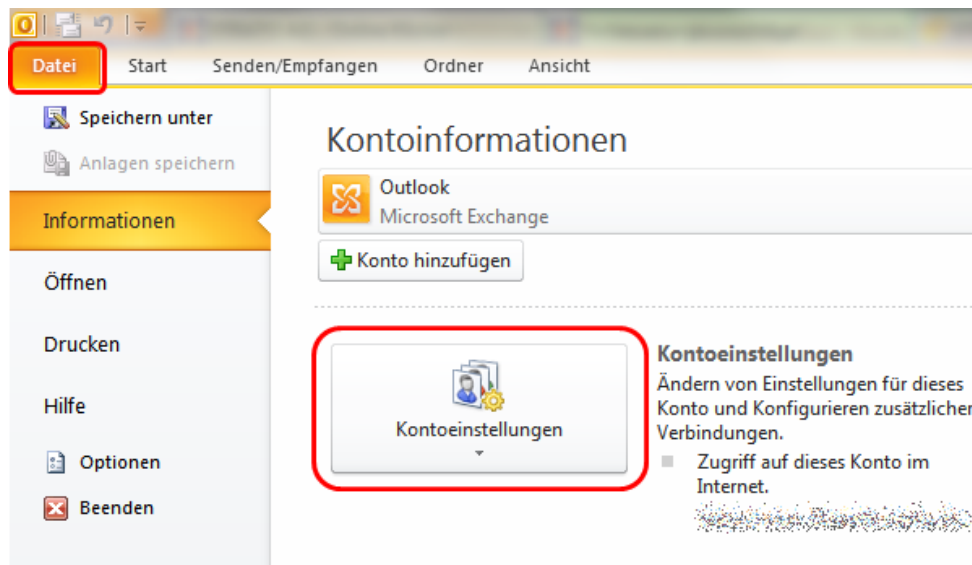 Datei Start Senden/Empfangen Ordner Ansicht
Speichern unter
Anlagen speichern
Informationen
Öffnen
Drucken
Hilfe
Optionen
Beenden
Kontoinformationen
Outlook
Microsoft Exchange
Konto hinzufügen
Kontoeinstellungen
Kontoeinstellungen
Ändern von Einstellungen für dieses
Konto und Konfigurieren zusätzlicher
Verbindungen.
Zugriff auf dieses Konto im
Internet.